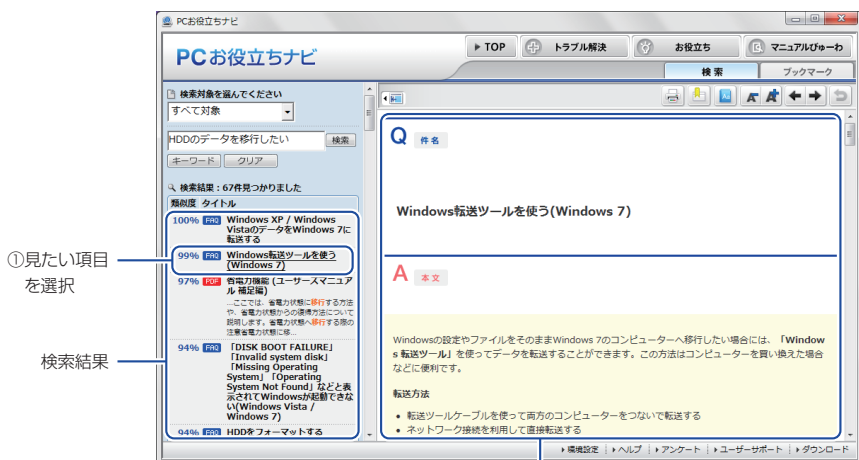 PCお役立ちナビ
PCお役立ちナビ
TOP
トラブル解決
お役立ち
マニュアルびゅーわ
検 索
ブックマーク
検索対象を選んでください
すべて対象
HDDのデータを移行したい
検索
キーワード
クリア
検索結果:67件見つかりました
類似度 タイトル
100% FAQ Windows XP / Windows
VistaのデータをWindows 7に
転送する
99% FAQ Windows転送ツールを使う
(Windows 7)
97% PDF 省電力機能 (ユーザーズマニュア
ル 補足編)
...ここでは、省電力状態に移行する方法
や、省電力状態からの復帰方法について
説明します。省電力状態へ移行する際の
注意省電力状態に移...
94% FAQ 「DISK BOOT FAILURE」
「Invalid system disk」
「Missing Operating
System」「Operating
System Not Found」などと表
示されてWindowsが起動できな
い(Windows Vista /
Windows 7)
94% FAQ HDDをフォーマットする
①見たい項目
を選択
検索結果
Q 件 名
Windows転送ツールを使う(Windows 7)
A 本 文
Windowsの設定やファイルをそのままWindows 7のコンピューターへ移行したい場合には、「Window
s 転送ツール」を使ってデータを転送することができます。この方法はコンピューターを買い換えた場合
などに便利です。
転送方法
• 転送ツールケーブルを使って両方のコンピューターをつないで転送する
• ネットワーク接続を利用して直接転送する
環境設定
ヘルプ
アンケート
ユーザーサポート
ダウンロード